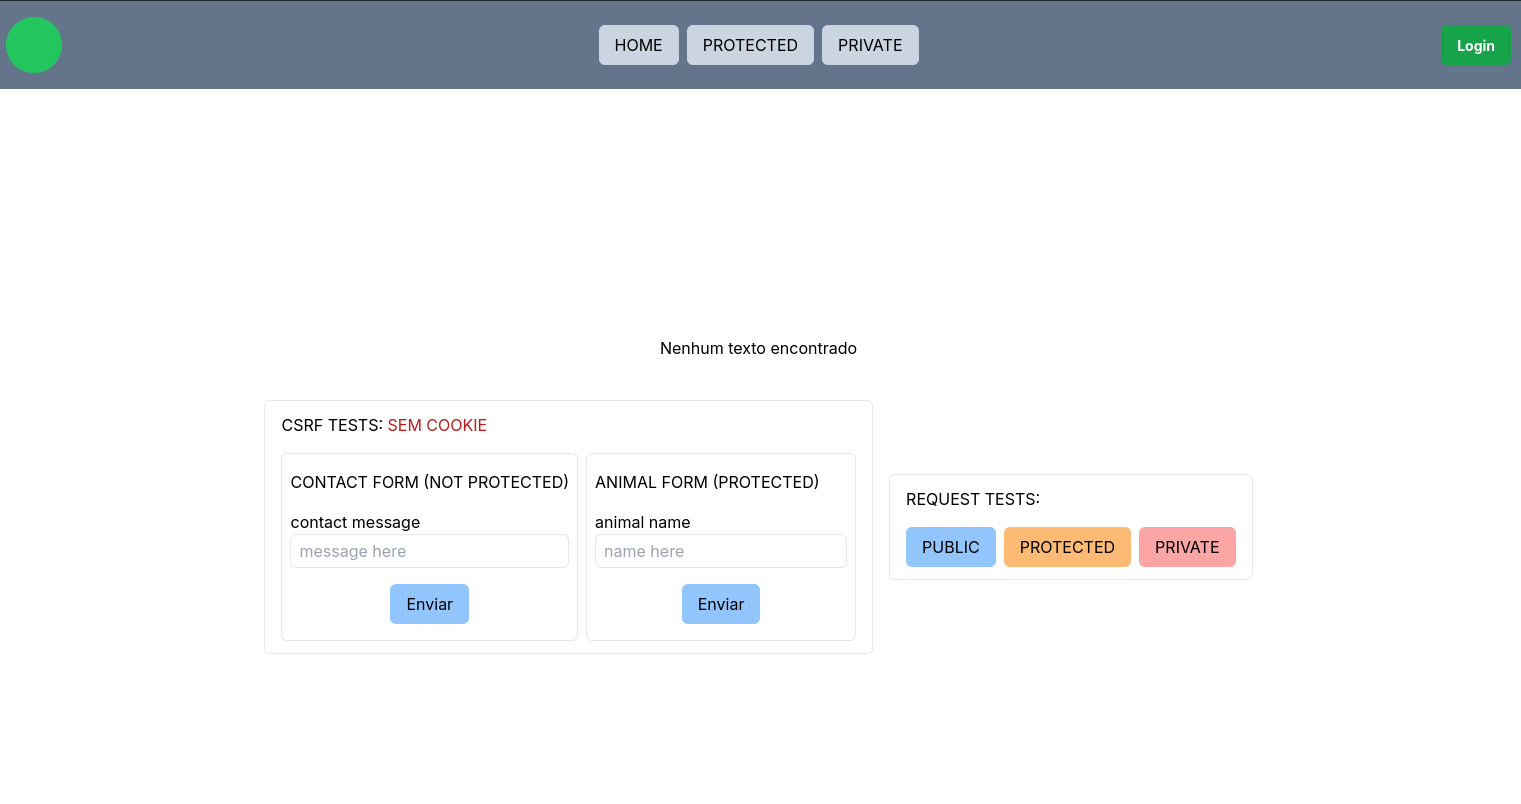 HOME PROTECTED PRIVATE Login
Nenhum texto encontrado
CSRF TESTS: SEM COOKIE
CONTACT FORM (NOT PROTECTED)
contact message
message here
Enviar
ANIMAL FORM (PROTECTED)
animal name
name here
Enviar
REQUEST TESTS:
PUBLIC PROTECTED PRIVATE